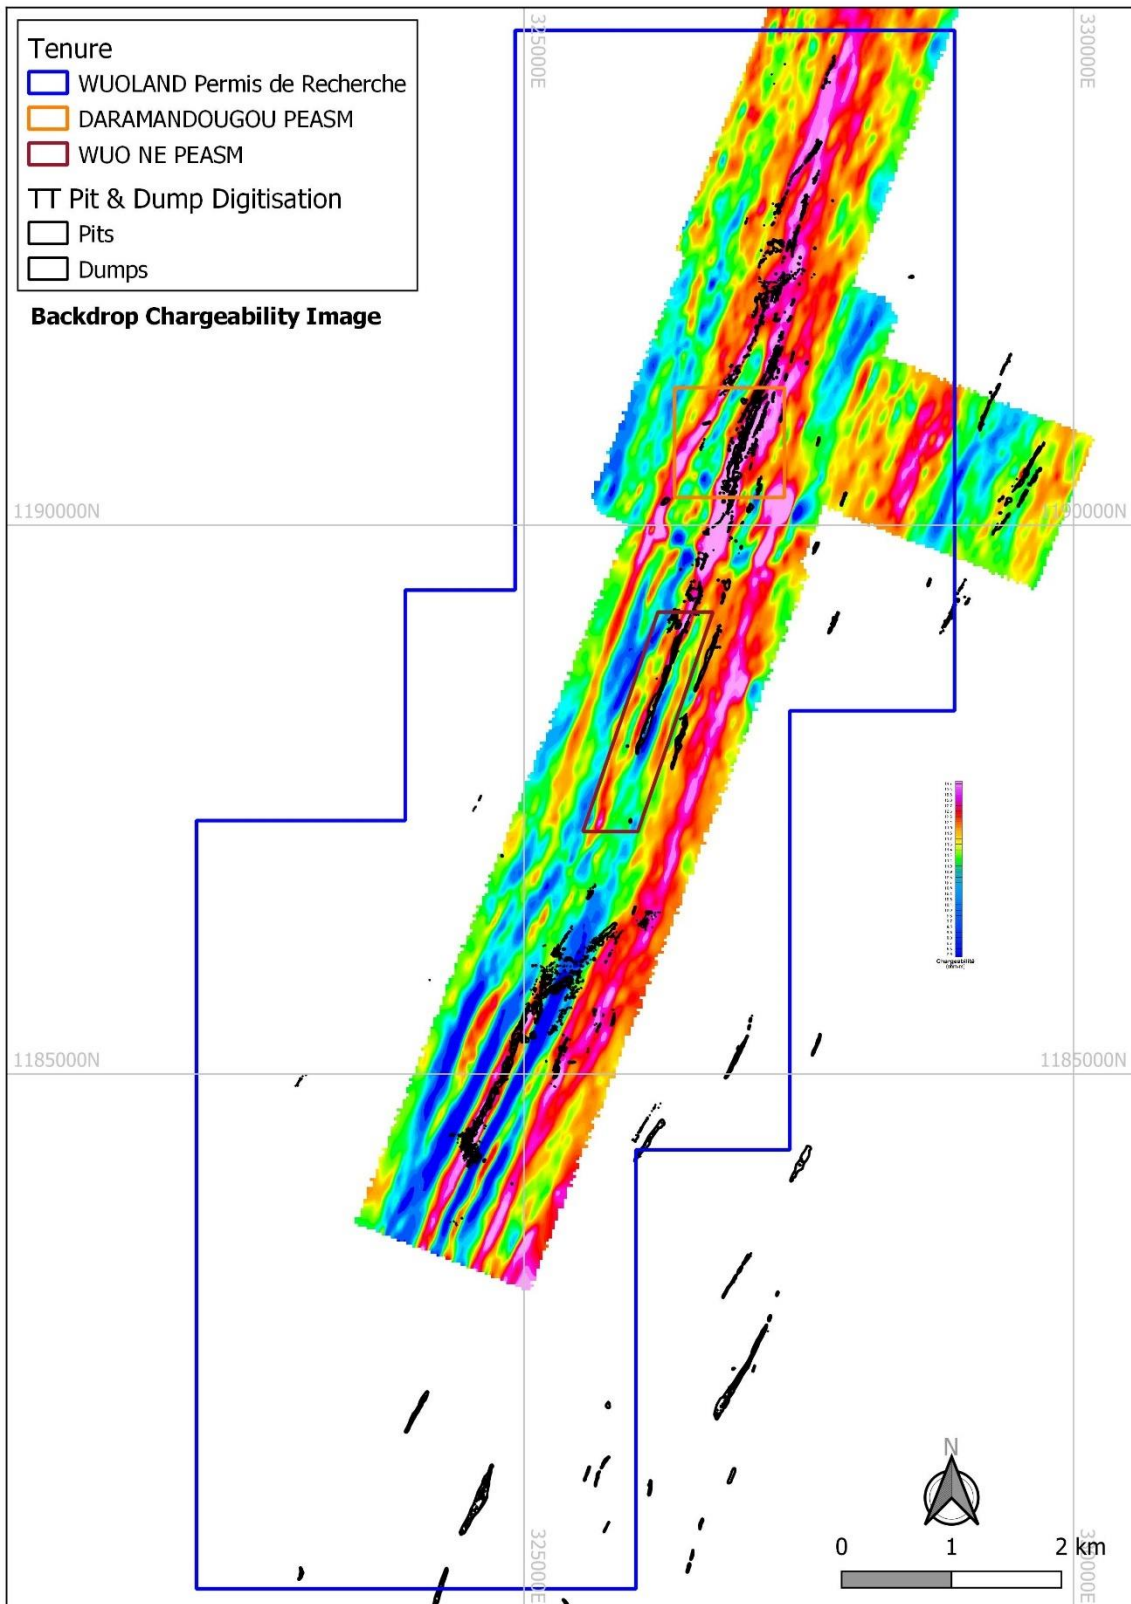 Tenure
WUOLAND Permis de Recherche
DARAMANDOUGOU PEASM
WUO NE PEASM
TT Pit & Dump Digitisation
Pits
Dumps
Backdrop Chargeability Image
325000E
330000E
1190000N
1190000N
1185000N
1185000N
Chargeabilité
325000E
N
0 1 2 km